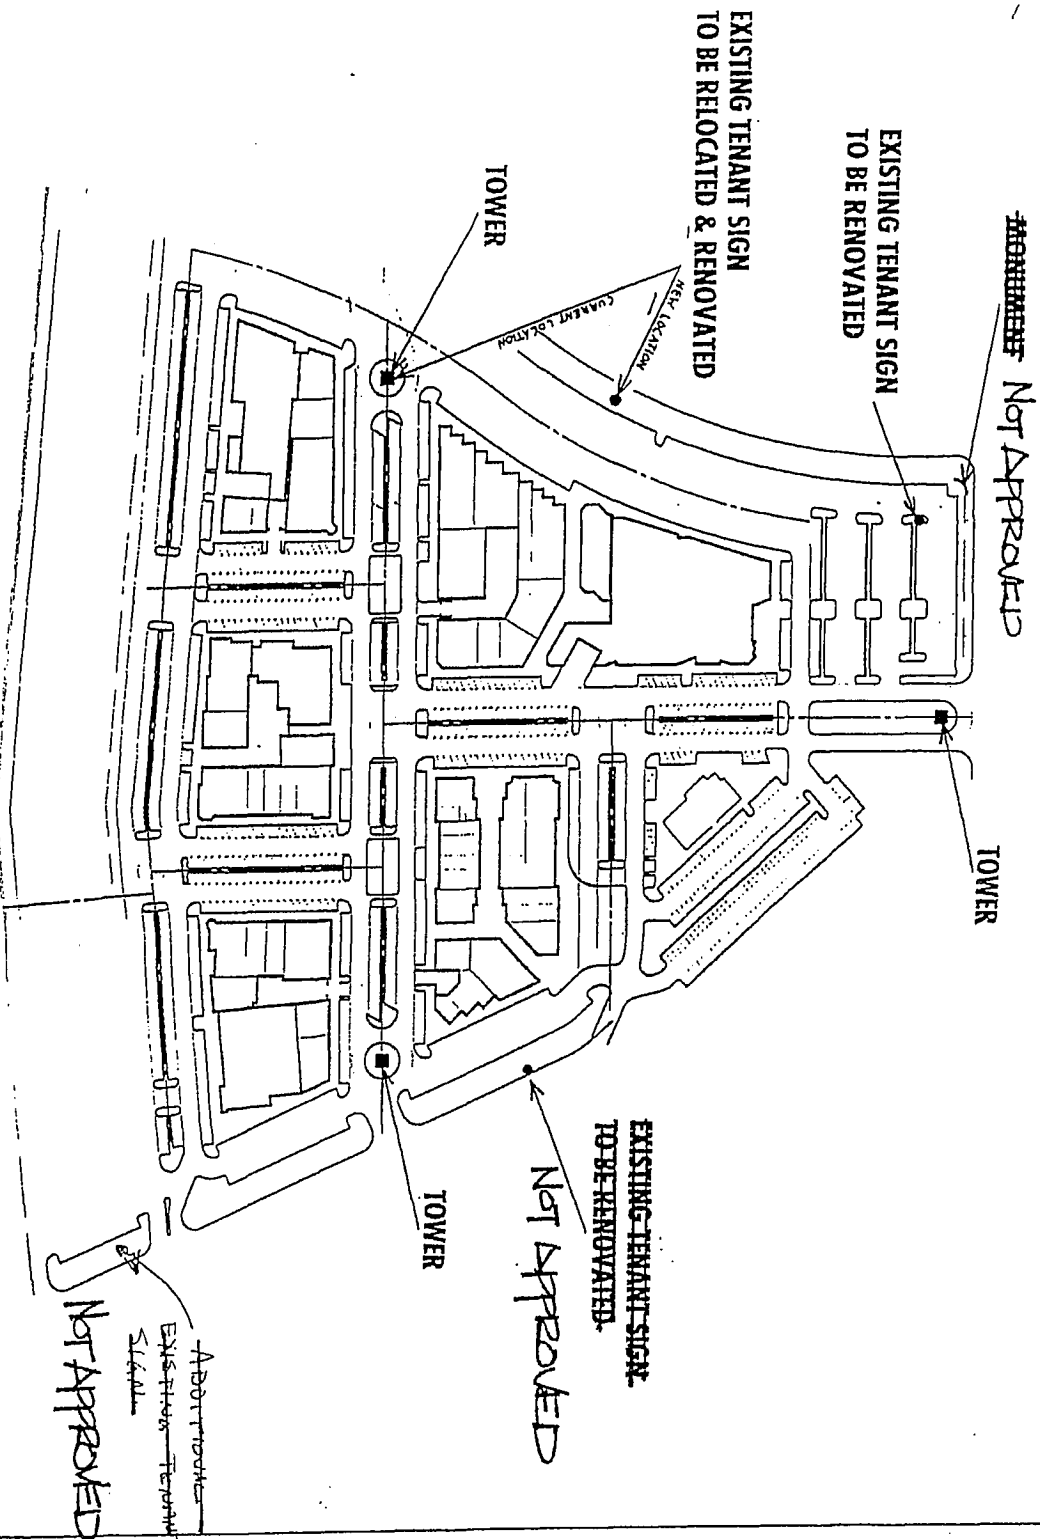 MONUMENT NOT APPROVED
EXISTING TENANT SIGN
TO BE RENOVATED
EXISTING TENANT SIGN
TO BE RELOCATED & RENOVATED
NEW LOCATION
CURRENT LOCATION
TOWER
TOWER
TOWER
EXISTING TENANT SIGN
TO BE RENOVATED
NOT APPROVED
ADDITIONAL
EXISTING TENANT
SIGN
NOT APPROVED